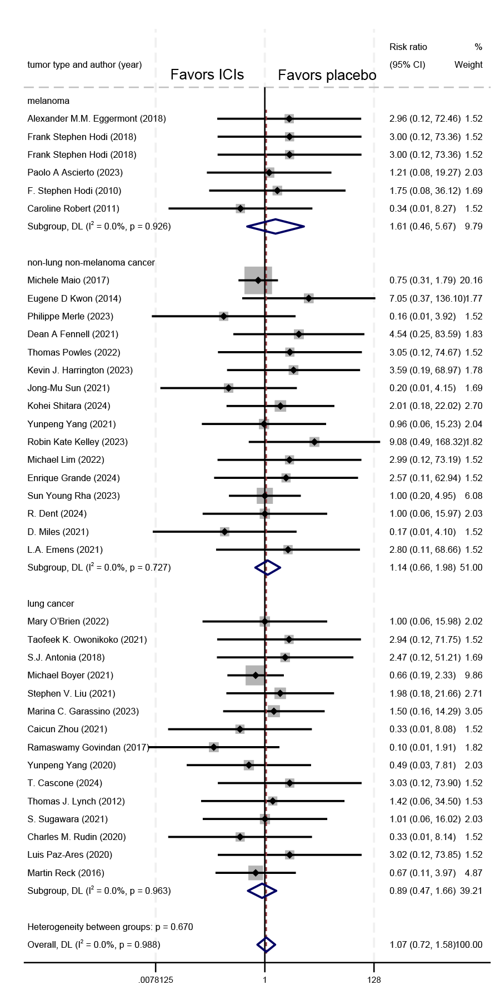 Risk ratio %
tumor type and author (year) Favors ICIs Favors placebo (95% CI) Weight
melanoma
Alexander M.M. Eggermont (2018) 2.96 (0.12, 72.46) 1.52
Frank Stephen Hodi (2018) 3.00 (0.12, 73.36) 1.52
Frank Stephen Hodi (2018) 3.00 (0.12, 73.36) 1.52
Paolo A Ascierto (2023) 1.21 (0.08, 19.27) 2.03
F. Stephen Hodi (2010) 1.75 (0.08, 36.12) 1.69
Caroline Robert (2011) 0.34 (0.01, 8.27) 1.52
Subgroup, DL (I² = 0.0%, p = 0.926) 1.61 (0.46, 5.67) 9.79
non-lung non-melanoma cancer
Michele Maio (2017) 0.75 (0.31, 1.79) 20.16
Eugene D Kwon (2014) 7.05 (0.37, 136.10) 1.77
Philippe Merle (2023) 0.16 (0.01, 3.92) 1.52
Dean A Fennell (2021) 4.54 (0.25, 83.59) 1.83
Thomas Powles (2022) 3.05 (0.12, 74.67) 1.52
Kevin J. Harrington (2023) 3.59 (0.19, 68.97) 1.78
Jong-Mu Sun (2021) 0.20 (0.01, 4.15) 1.69
Kohei Shitara (2024) 2.01 (0.18, 22.02) 2.70
Yunpeng Yang (2021) 0.96 (0.06, 15.23) 2.04
Robin Kate Kelley (2023) 9.08 (0.49, 168.32) 1.82
Michael Lim (2022) 2.99 (0.12, 73.19) 1.52
Enrique Grande (2024) 2.57 (0.11, 62.94) 1.52
Sun Young Rha (2023) 1.00 (0.20, 4.95) 6.08
R. Dent (2024) 1.00 (0.06, 15.97) 2.03
D. Miles (2021) 0.17 (0.01, 4.10) 1.52
L.A. Emens (2021) 2.80 (0.11, 68.66) 1.52
Subgroup, DL (I² = 0.0%, p = 0.727) 1.14 (0.66, 1.98) 51.00
lung cancer
Mary O’Brien (2022) 1.00 (0.06, 15.98) 2.02
Taofeek K. Owonikoko (2021) 2.94 (0.12, 71.75) 1.52
S.J. Antonia (2018) 2.47 (0.12, 51.21) 1.69
Michael Boyer (2021) 0.66 (0.19, 2.33) 9.86
Stephen V. Liu (2021) 1.98 (0.18, 21.66) 2.71
Marina C. Garassino (2023) 1.50 (0.16, 14.29) 3.05
Caicun Zhou (2021) 0.33 (0.01, 8.08) 1.52
Ramaswamy Govindan (2017) 0.10 (0.01, 1.91) 1.82
Yunpeng Yang (2020) 0.49 (0.03, 7.81) 2.03
T. Cascone (2024) 3.03 (0.12, 73.90) 1.52
Thomas J. Lynch (2012) 1.42 (0.06, 34.50) 1.53
S. Sugawara (2021) 1.01 (0.06, 16.02) 2.03
Charles M. Rudin (2020) 0.33 (0.01, 8.14) 1.52
Luis Paz-Ares (2020) 3.02 (0.12, 73.85) 1.52
Martin Reck (2016) 0.67 (0.11, 3.97) 4.87
Subgroup, DL (I² = 0.0%, p = 0.963) 0.89 (0.47, 1.66) 39.21
Heterogeneity between groups: p = 0.670
Overall, DL (I² = 0.0%, p = 0.988) 1.07 (0.72, 1.58) 100.00
.0078125 1 128